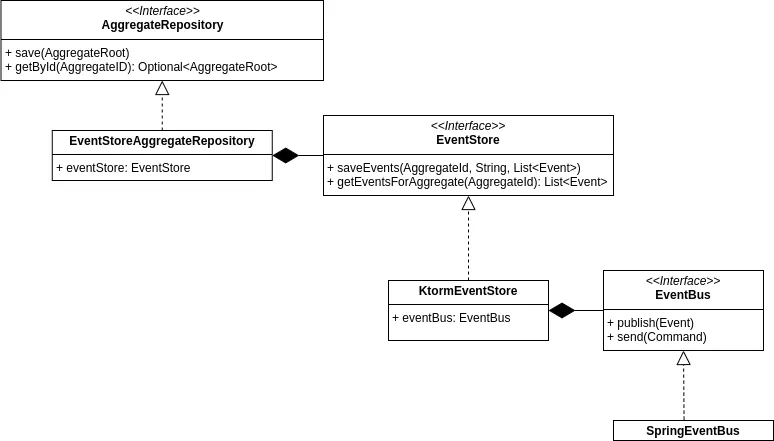 <<Interface>>
AggregateRepository
+ save(AggregateRoot)
+ getById(AggregateID): Optional<AggregateRoot>
EventStoreAggregateRepository
+ eventStore: EventStore
<<Interface>>
EventStore
+ saveEvents(AggregateId, String, List<Event>)
+ getEventsForAggregate(AggregateId): List<Event>
KtormEventStore
+ eventBus: EventBus
<<Interface>>
EventBus
+ publish(Event)
+ send(Command)
SpringEventBus